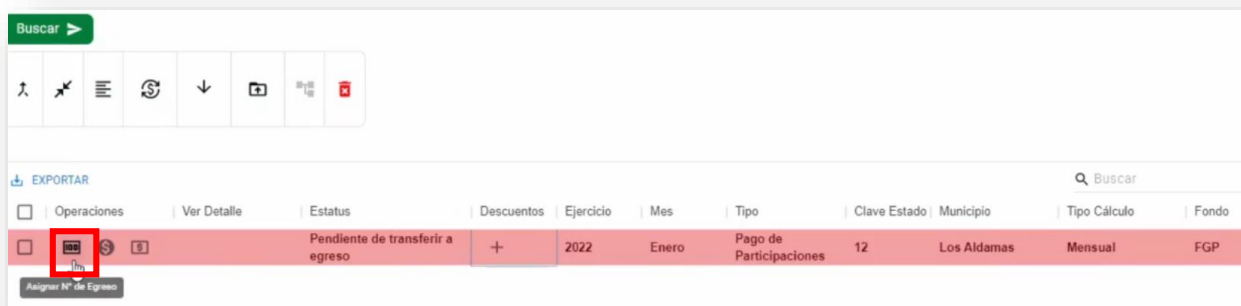 Buscar
EXPORTAR
Buscar
Operaciones Ver Detalle Estatus Descuentos Ejercicio Mes Tipo Clave Estado Municipio Tipo Cálculo Fondo
Pendiente de transferir a egreso + 2022 Enero Pago de Participaciones 12 Los Aldamas Mensual FGP
Asignar N° de Egreso